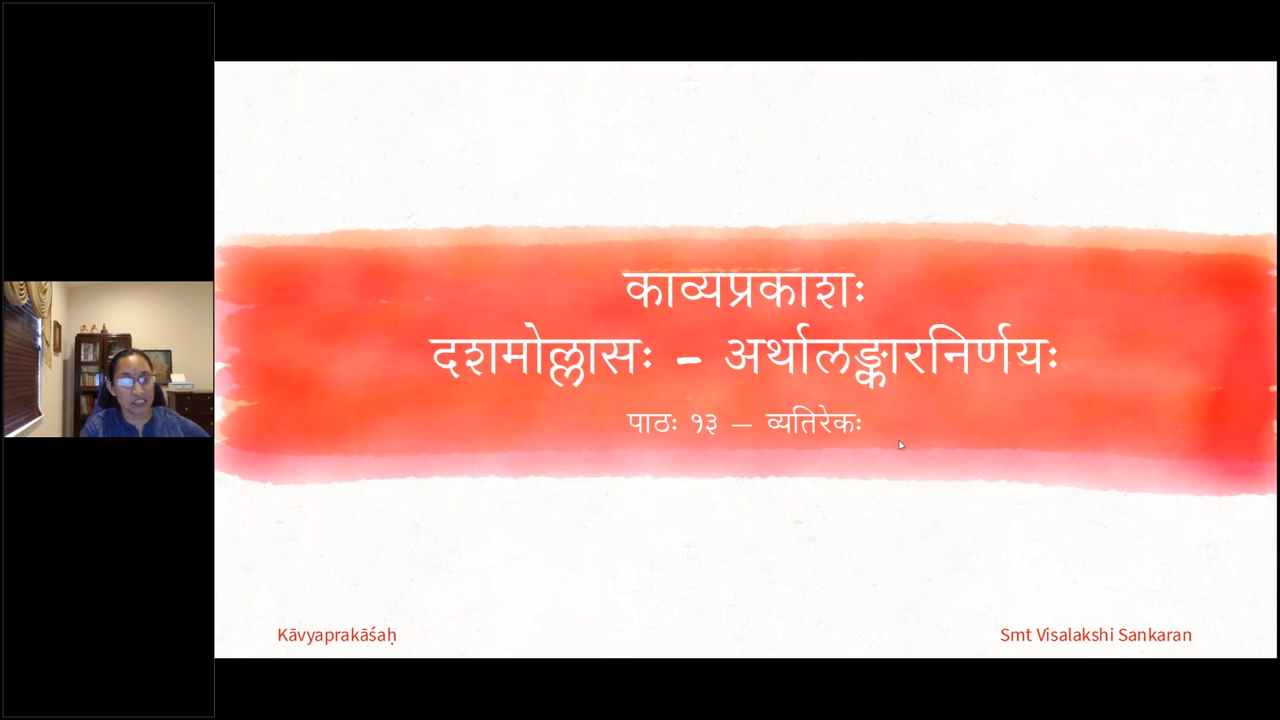 काव्यप्रकाशः
दशमोल्लासः - अर्थालङ्कारनिर्णयः
पाठः १३ – व्यतिरेकः
Kāvyaprakāśaḥ
Smt Visalakshi Sankaran